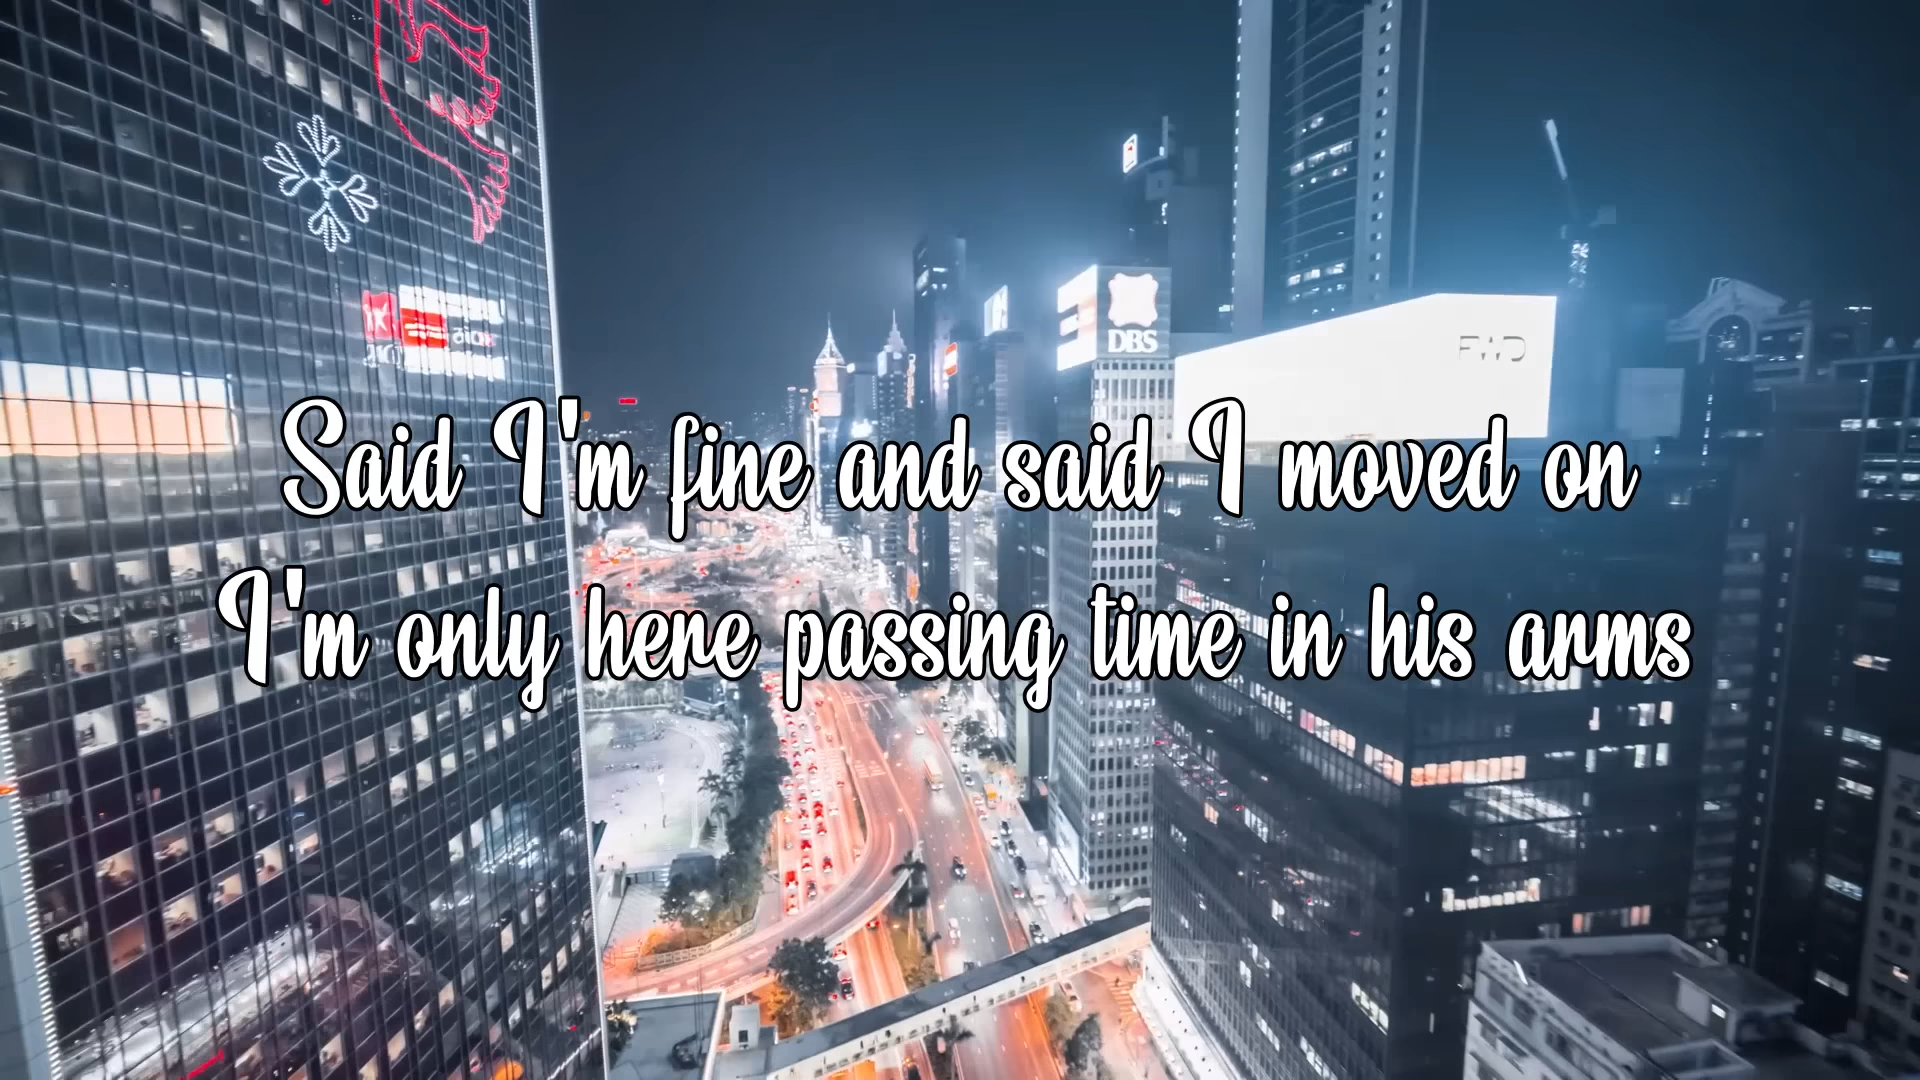 DBS
FWD
Said I'm fine and said I moved on
I'm only here passing time in his arms